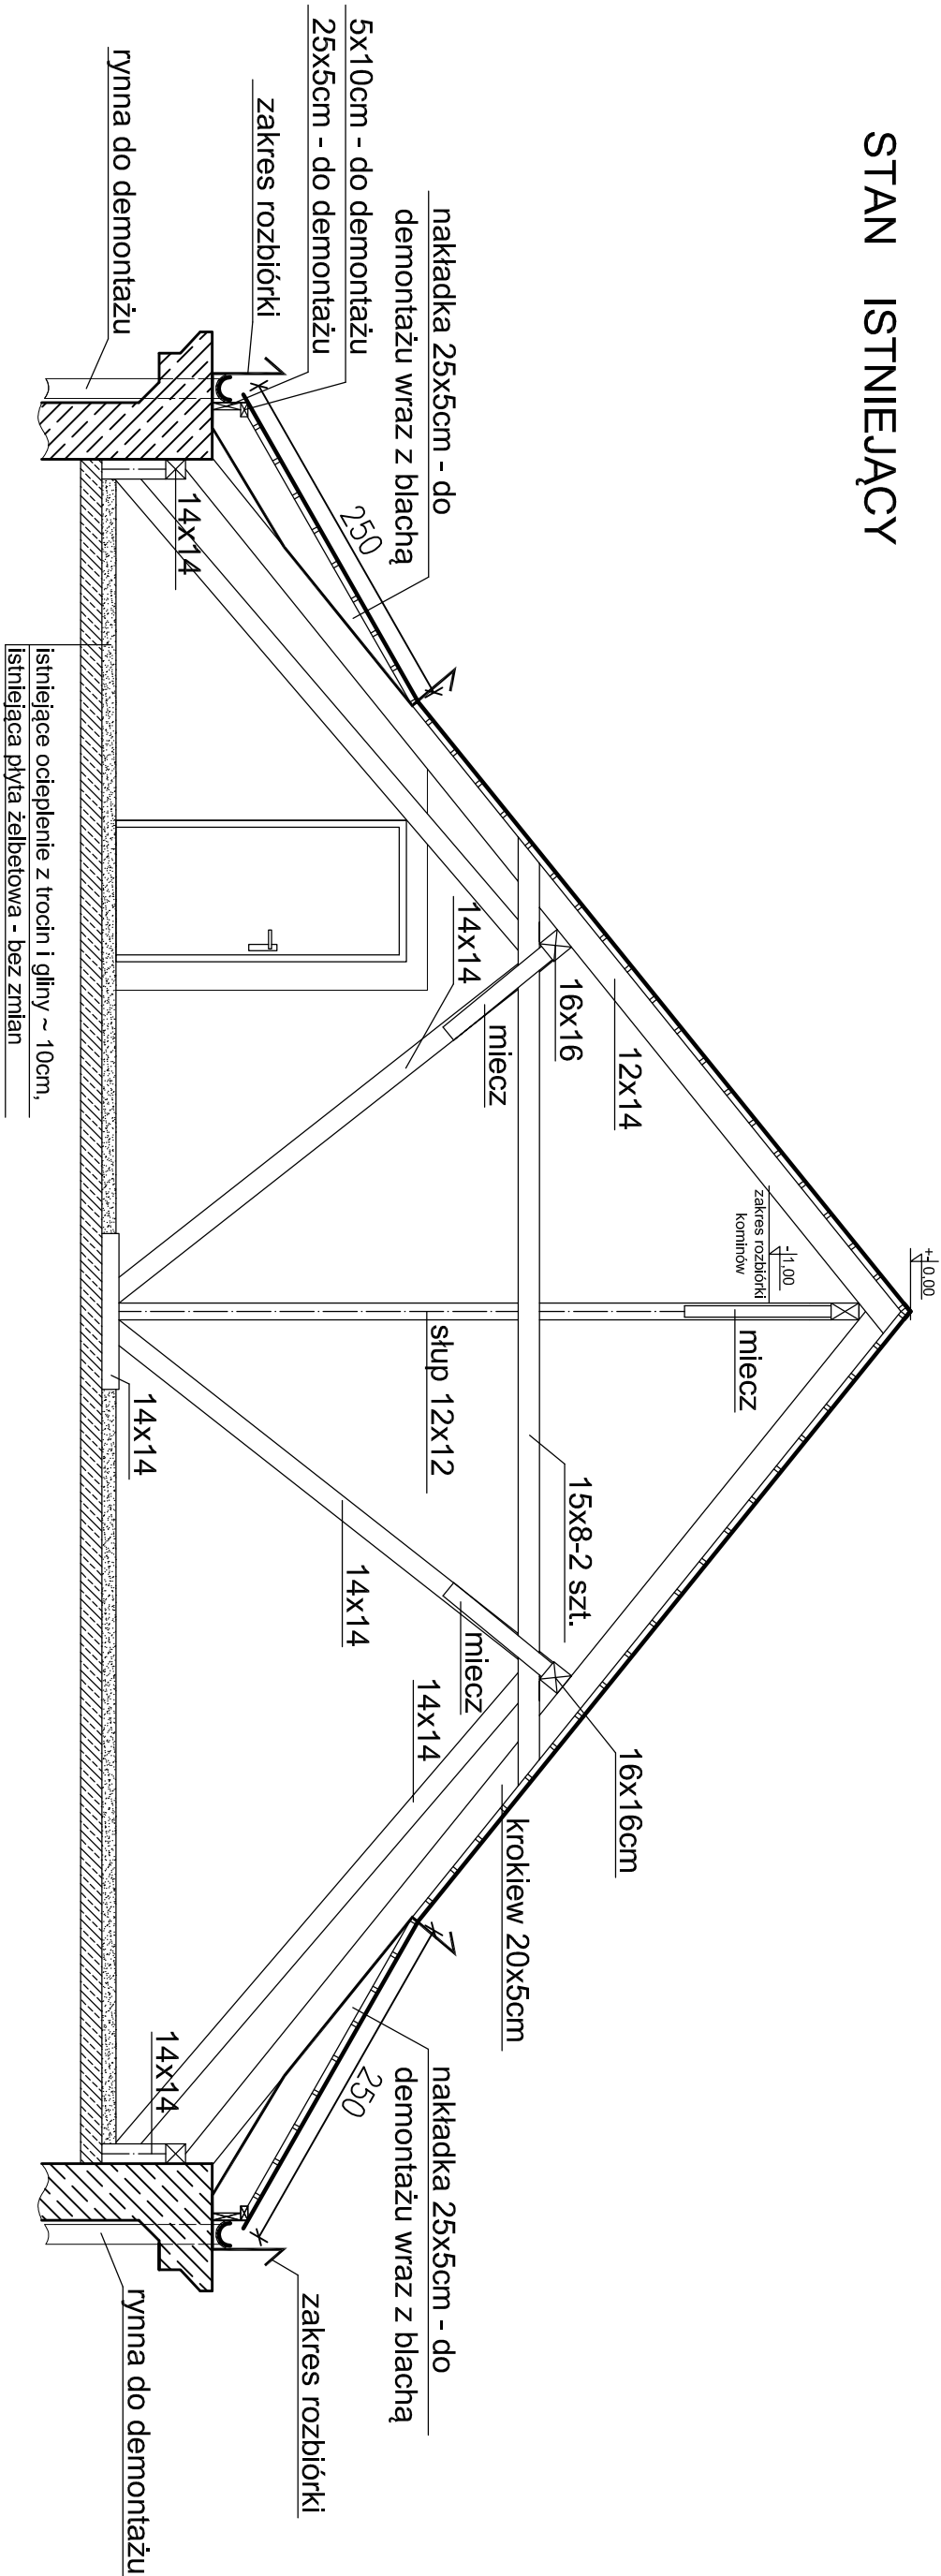 STAN ISTNIEJĄCY
+-0,00
-1,00
zakres rozbiórki
kominów
miecz
12x14
16x16
miecz
14x14
15x8-2 szt.
16x16cm
krokiew 20x5cm
słup 12x12
14x14
miecz
14x14
nakładka 25x5cm - do
demontażu wraz z blachą
250
5x10cm - do demontażu
25x5cm - do demontażu
zakres rozbiórki
rynna do demontażu
14x14
istniejące ocieplenie z trocin i gliny ~ 10cm,
istniejąca płyta żelbetowa - bez zmian
14x14
nakładka 25x5cm - do
demontażu wraz z blachą
250
zakres rozbiórki
14x14
rynna do demontażu